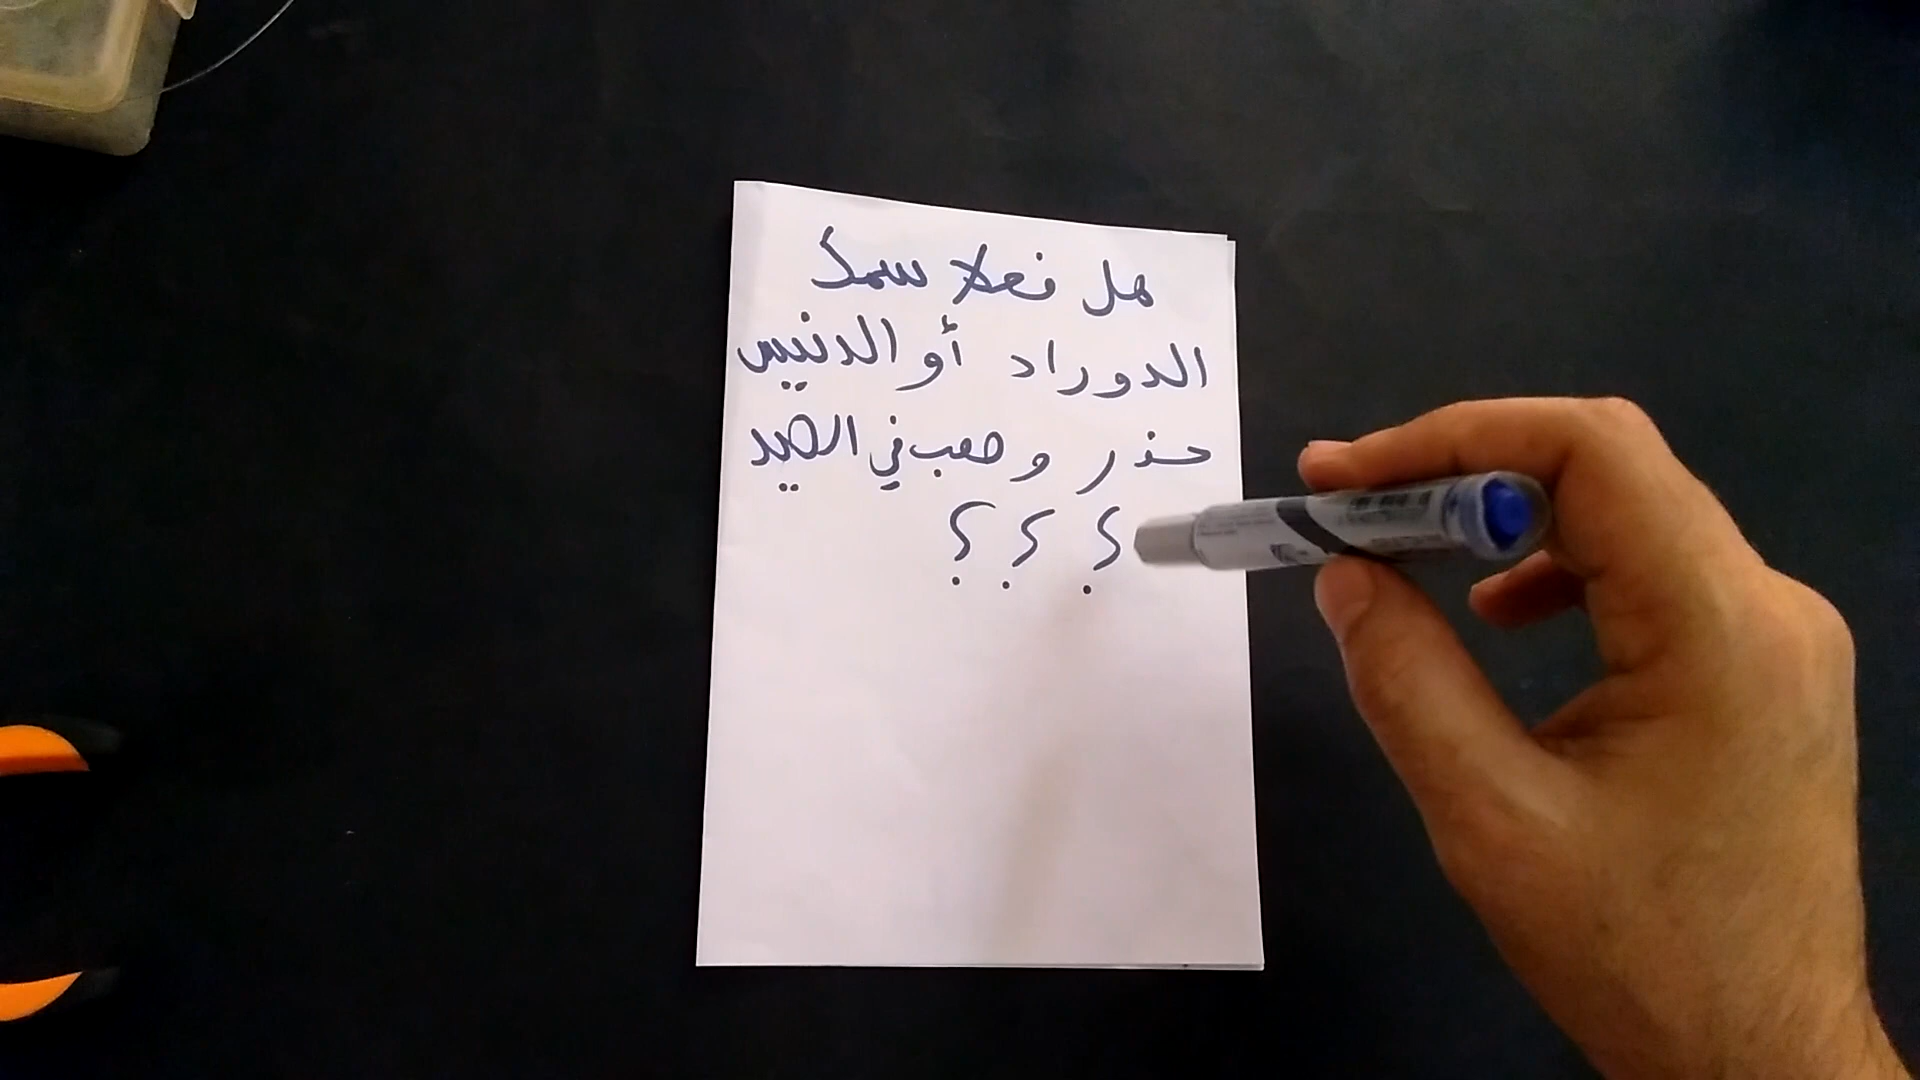 هل فعلا سمك
الدوراد أو الدنيس
حذر وصعب في الصيد
؟ ؟ ؟